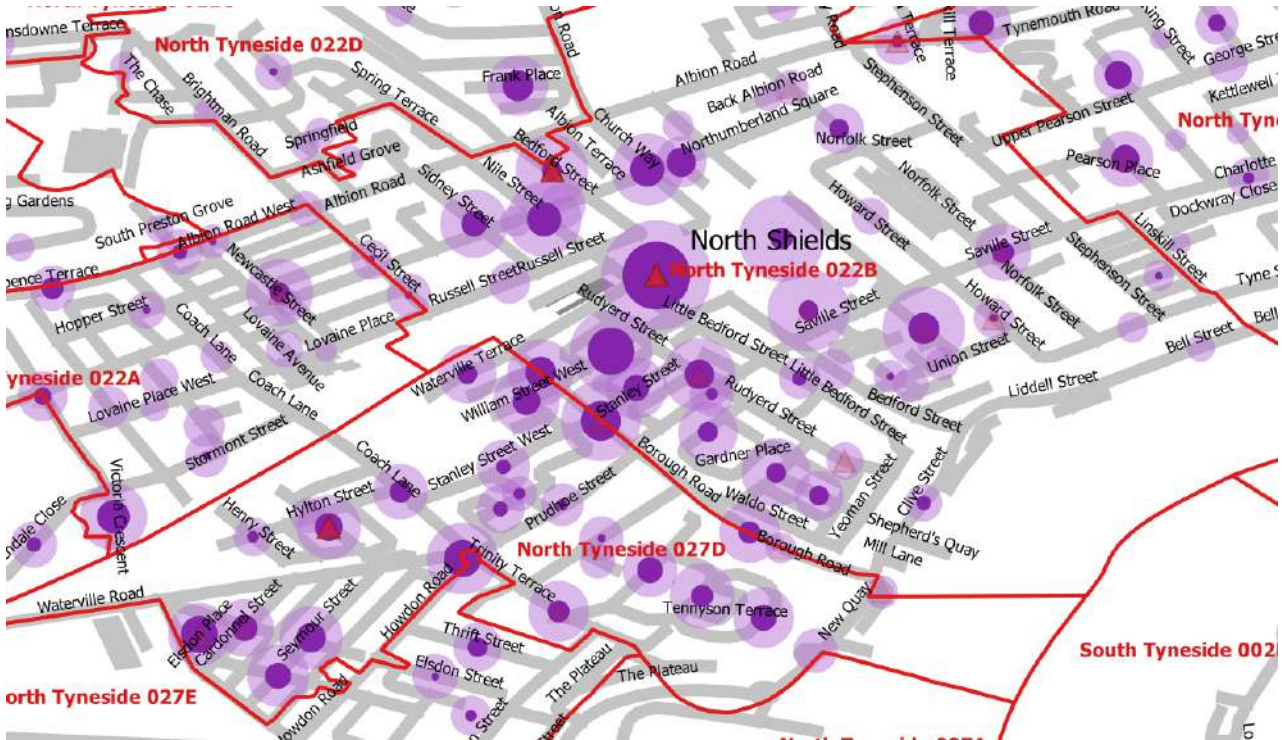 nsdowne Terrace
North Tyneside 022D
The Chase
Brightman Road
Spring Terrace
Springfield
Ashfield Grove
Frank Place
Albion Road
Back Albion Road
Northumberland Square
Albion Terrace
Church Way
Bedford Street
Nile Street
Sidney Street
Albion Road
Norfolk Street
Stephenson Street
Tynemouth Road
George Stre
Kettlewell
Upper Pearson Street
North Tyne
Pearson Place
Charlotte
Dockway Close
g Gardens
South Preston Grove
Albion Road West
Cecil Street
pence Terrace
Newcastle Street
Hopper Street
Coach Lane
Lovaine Avenue
Lovaine Place
Russell Street
Russell Street
North Shields
North Tyneside 022B
Howard Street
Norfolk Street
Saville Street
Norfolk Street
Stephenson Street
Linskill Street
Tyne S
Bell
Bell Street
Howard Street
Union Street
Liddell Street
Saville Street
Little Bedford Street
Little Bedford Street
Bedford Street
Rudyerd Street
Rudyerd Street
yneside 022A
Lovaine Place West
Coach Lane
Stormont Street
Waterville Terrace
William Street West
Stanley Street
Stanley Street West
Coach Lane
Borough Road
Gardner Place
Waldo Street
Yeoman Street
Clive Street
Shepherd's Quay
Mill Lane
Victoria Crescent
ndale Close
Henry Street
Hylton Street
Prudhoe Street
North Tyneside 027D
Borough Road
Trinity Terrace
Tennyson Terrace
New Quay
Waterville Road
Elsdon Place
Cardonnel Street
Seymour Street
Howdon Road
Howdon Road
Thrift Street
Elsdon Street
The Plateau
The Plateau
South Tyneside 002
orth Tyneside 027E